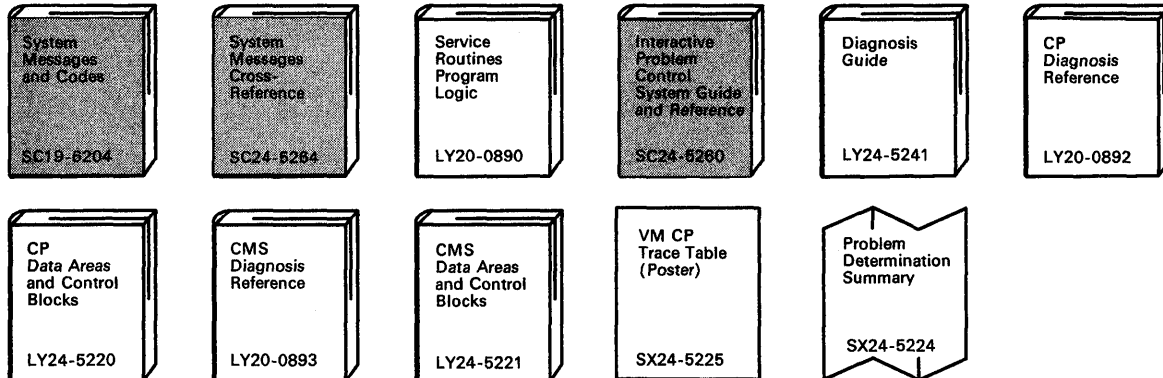 System
Messages
and Codes
SC19-6204
System
Messages
Cross-
Reference
SC24-5264
Service
Routines
Program
Logic
LY20-0890
Interactive
Problem
Control
System Guide
and Reference
SC24-5260
Diagnosis
Guide
LY24-5241
CP
Diagnosis
Reference
LY20-0892
CP
Data Areas
and Control
Blocks
LY24-5220
CMS
Diagnosis
Reference
LY20-0893
CMS
Data Areas
and Control
Blocks
LY24-5221
VM CP
Trace Table
(Poster)
SX24-5225
Problem
Determination
Summary
SX24-5224